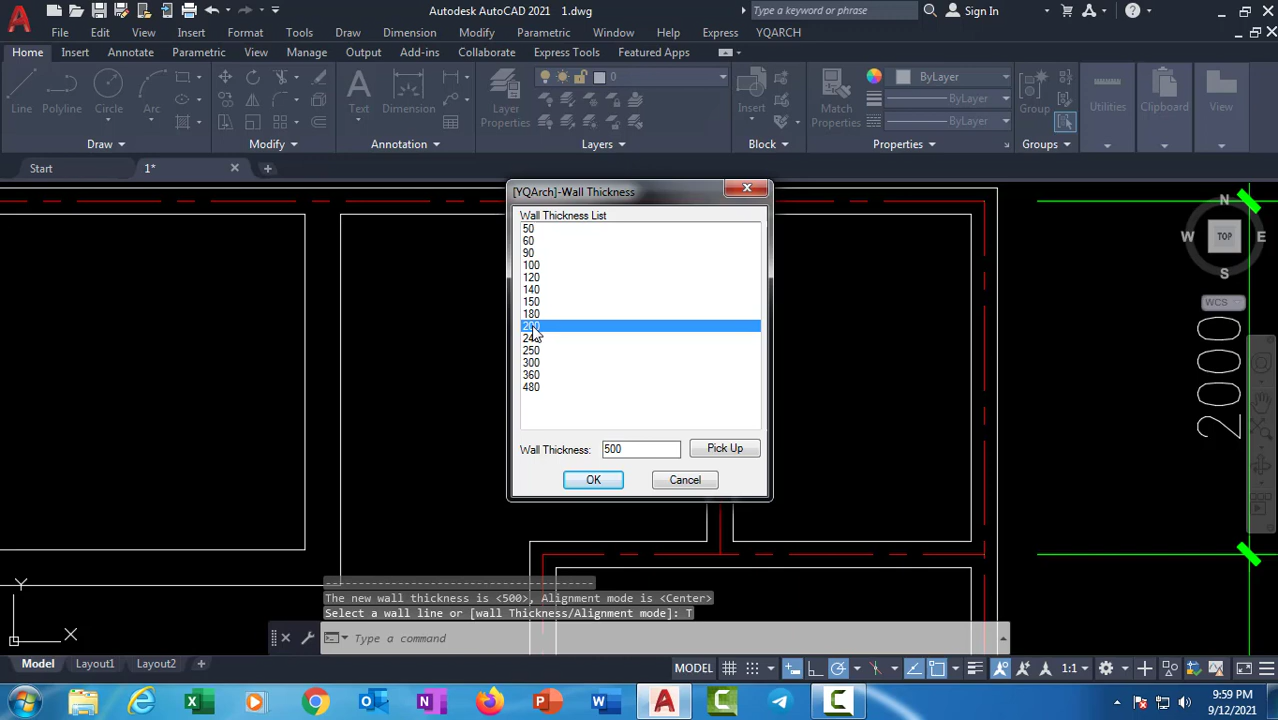 Autodesk AutoCAD 2021 1.dwg
Type a keyword or phrase
Sign In
File Edit View Insert Format Tools Draw Dimension Modify Parametric Window Help Express YQARCH
Home Insert Annotate Parametric View Manage Output Add-ins Collaborate Express Tools Featured Apps
Line Polyline Circle Arc
Text Dimension
Layer Properties
0
Insert
Match Properties
ByLayer
ByLayer
ByLayer
Group
Utilities
Clipboard
View
Draw Modify Annotation Layers Block Properties Groups
Start
1*
[YQArch]-Wall Thickness
Wall Thickness List
50
60
90
100
120
140
150
180
200
240
250
300
360
480
Wall Thickness: 500 Pick Up
OK Cancel
N
W TOP E
S
WCS
2000
Y
X
The new wall thickness is <500>, Alignment mode is <Center>
Select a wall line or [wall Thickness/Alignment mode]: T
Type a command
Model Layout1 Layout2
MODEL
1:1
9:59 PM
9/12/2021